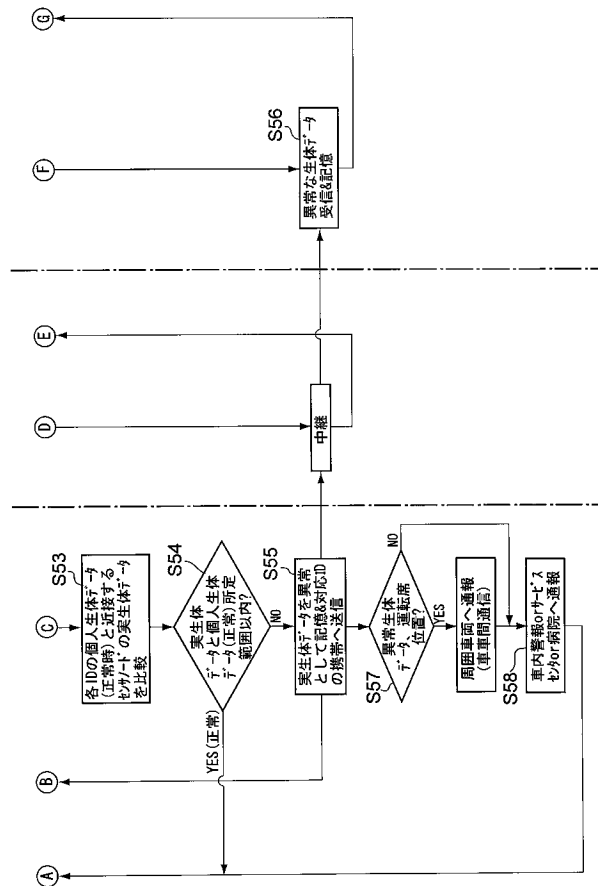 C
S53
各IDの個人生体データ
(正常時)と近接する
センサノードの実生体データ
を比較
S54
実生体
データと個人生体
データ(正常)所定
範囲以内?
YES(正常)
NO
S55
実生体データを異常
として記憶&対応ID
の携帯へ送信
S57
異常生体
データ、運転席
位置?
NO
YES
周囲車両へ通報
(車車間通信)
S58
車内警報orサービス
センタor病院へ通報
A
B
D
E
中継
F
G
S56
異常な生体データ
受信&記憶